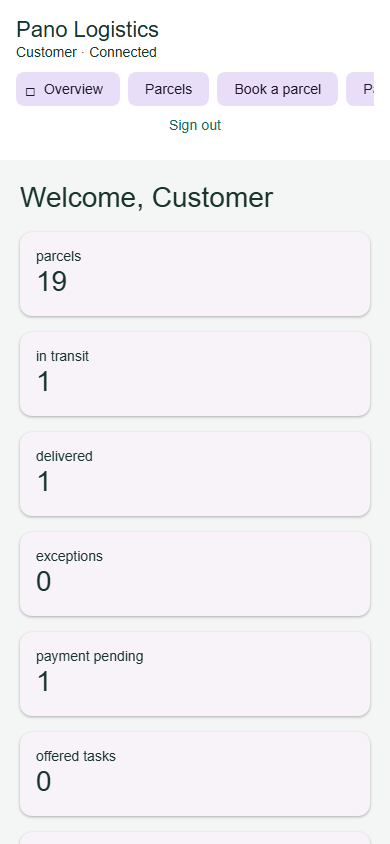 Pano Logistics
Customer · Connected
Overview
Parcels
Book a parcel
Sign out
Welcome, Customer
parcels
19
in transit
1
delivered
1
exceptions
0
payment pending
1
offered tasks
0